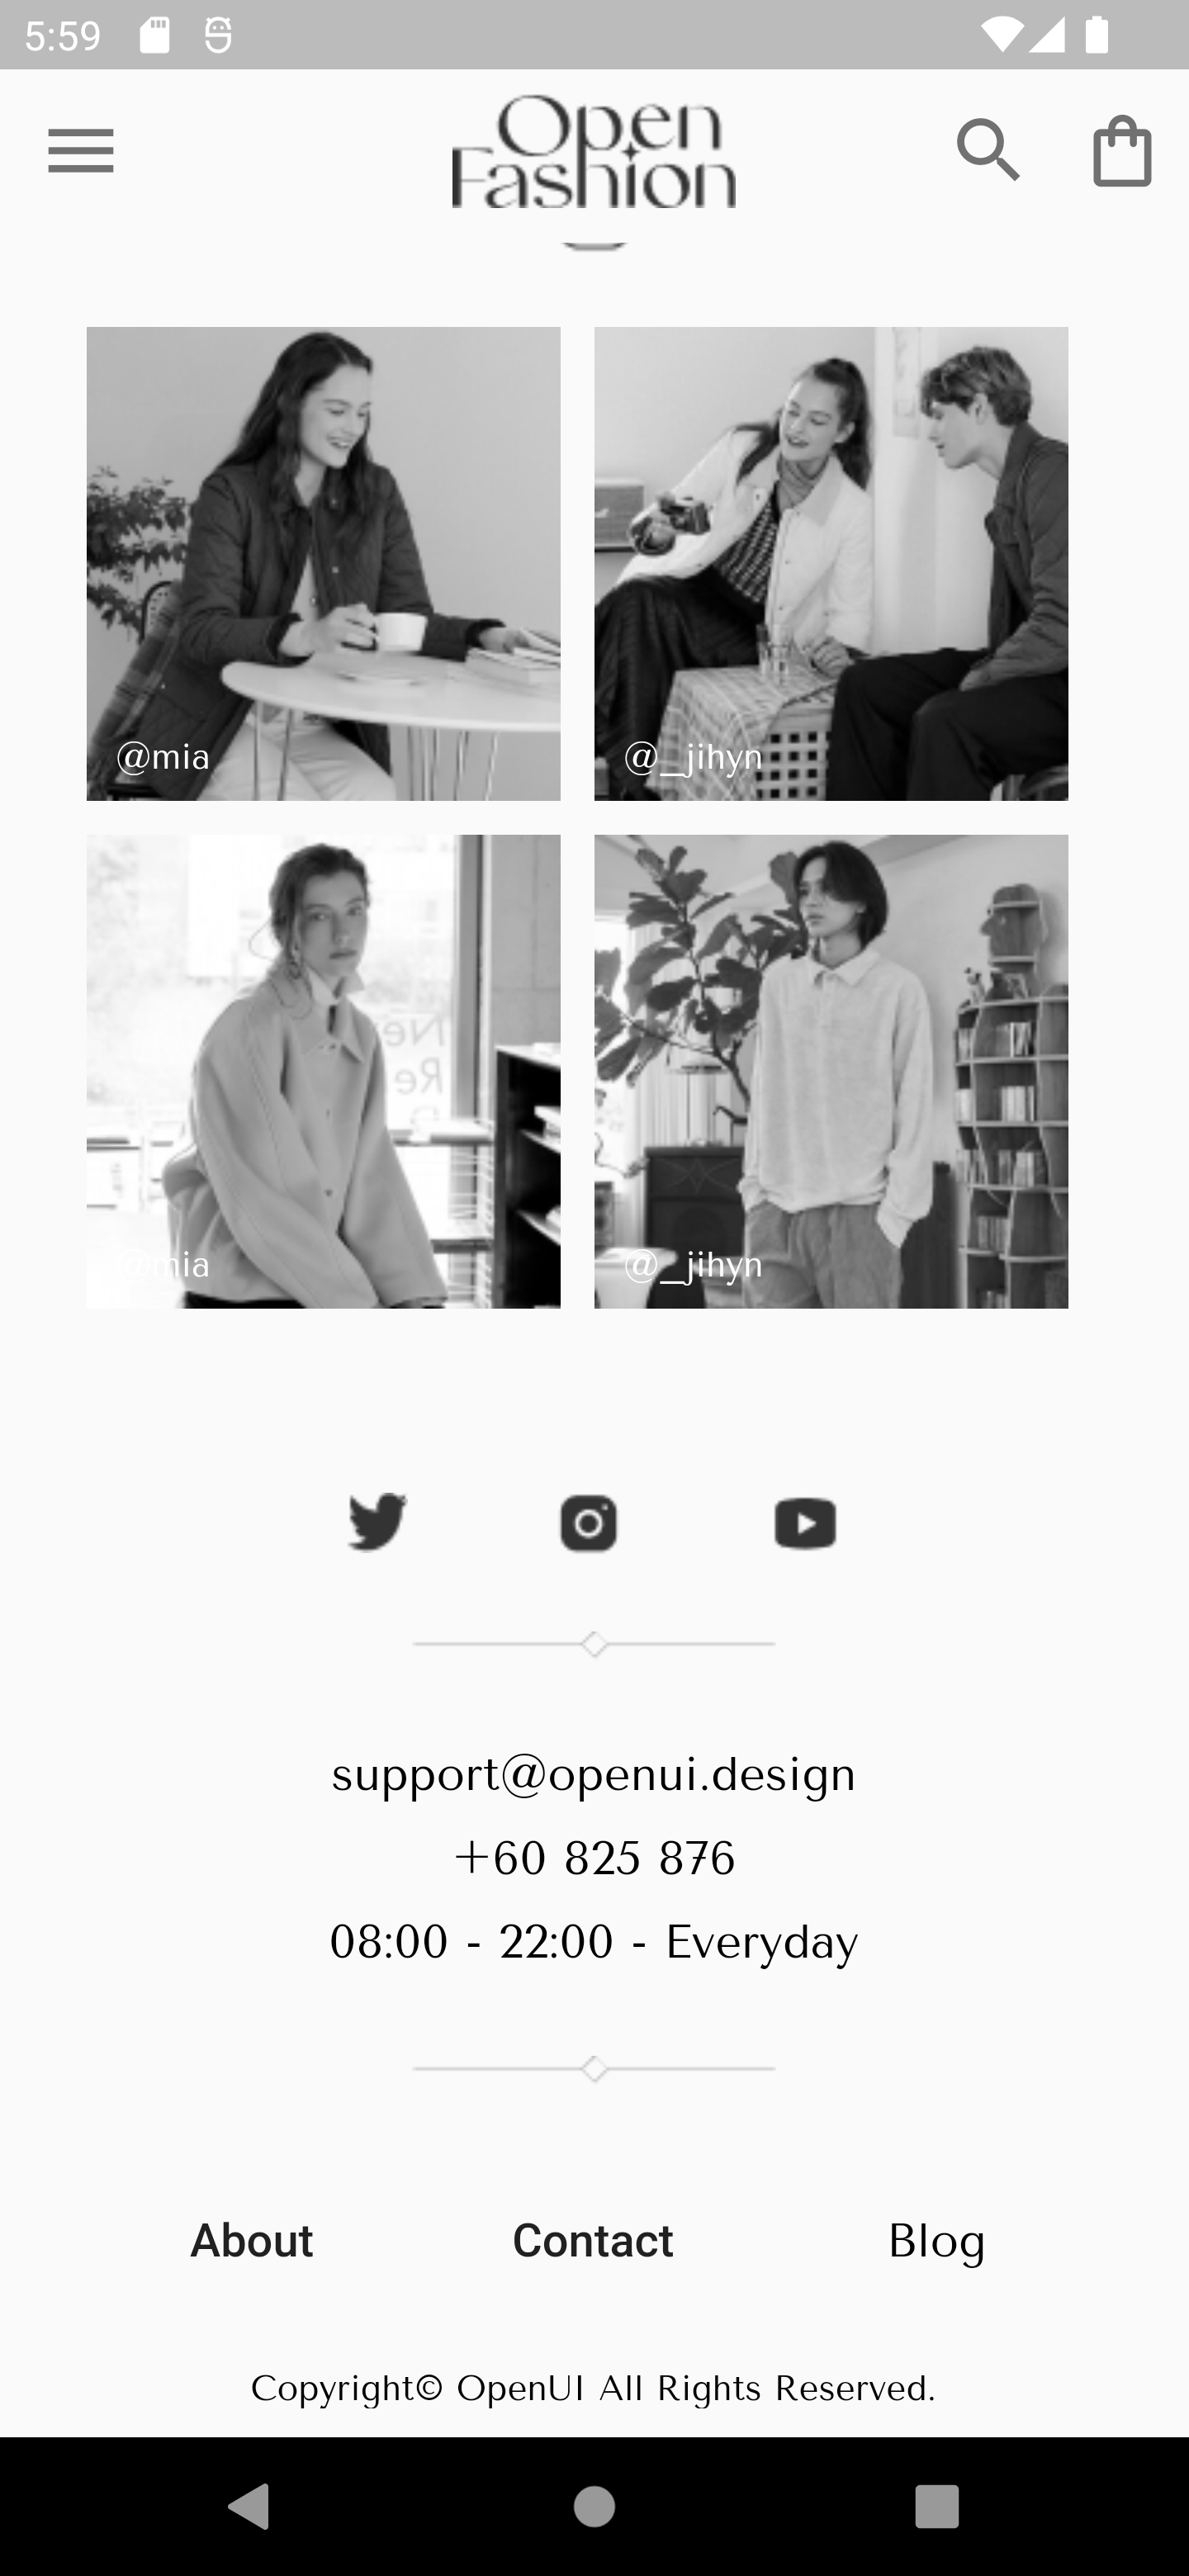 5:59
Open
Fashion
@mia
@_jihyn
@mia
@_jihyn
support@openui.design
+60 825 876
08:00 - 22:00 - Everyday
About
Contact
Blog
Copyright© OpenUI All Rights Reserved.